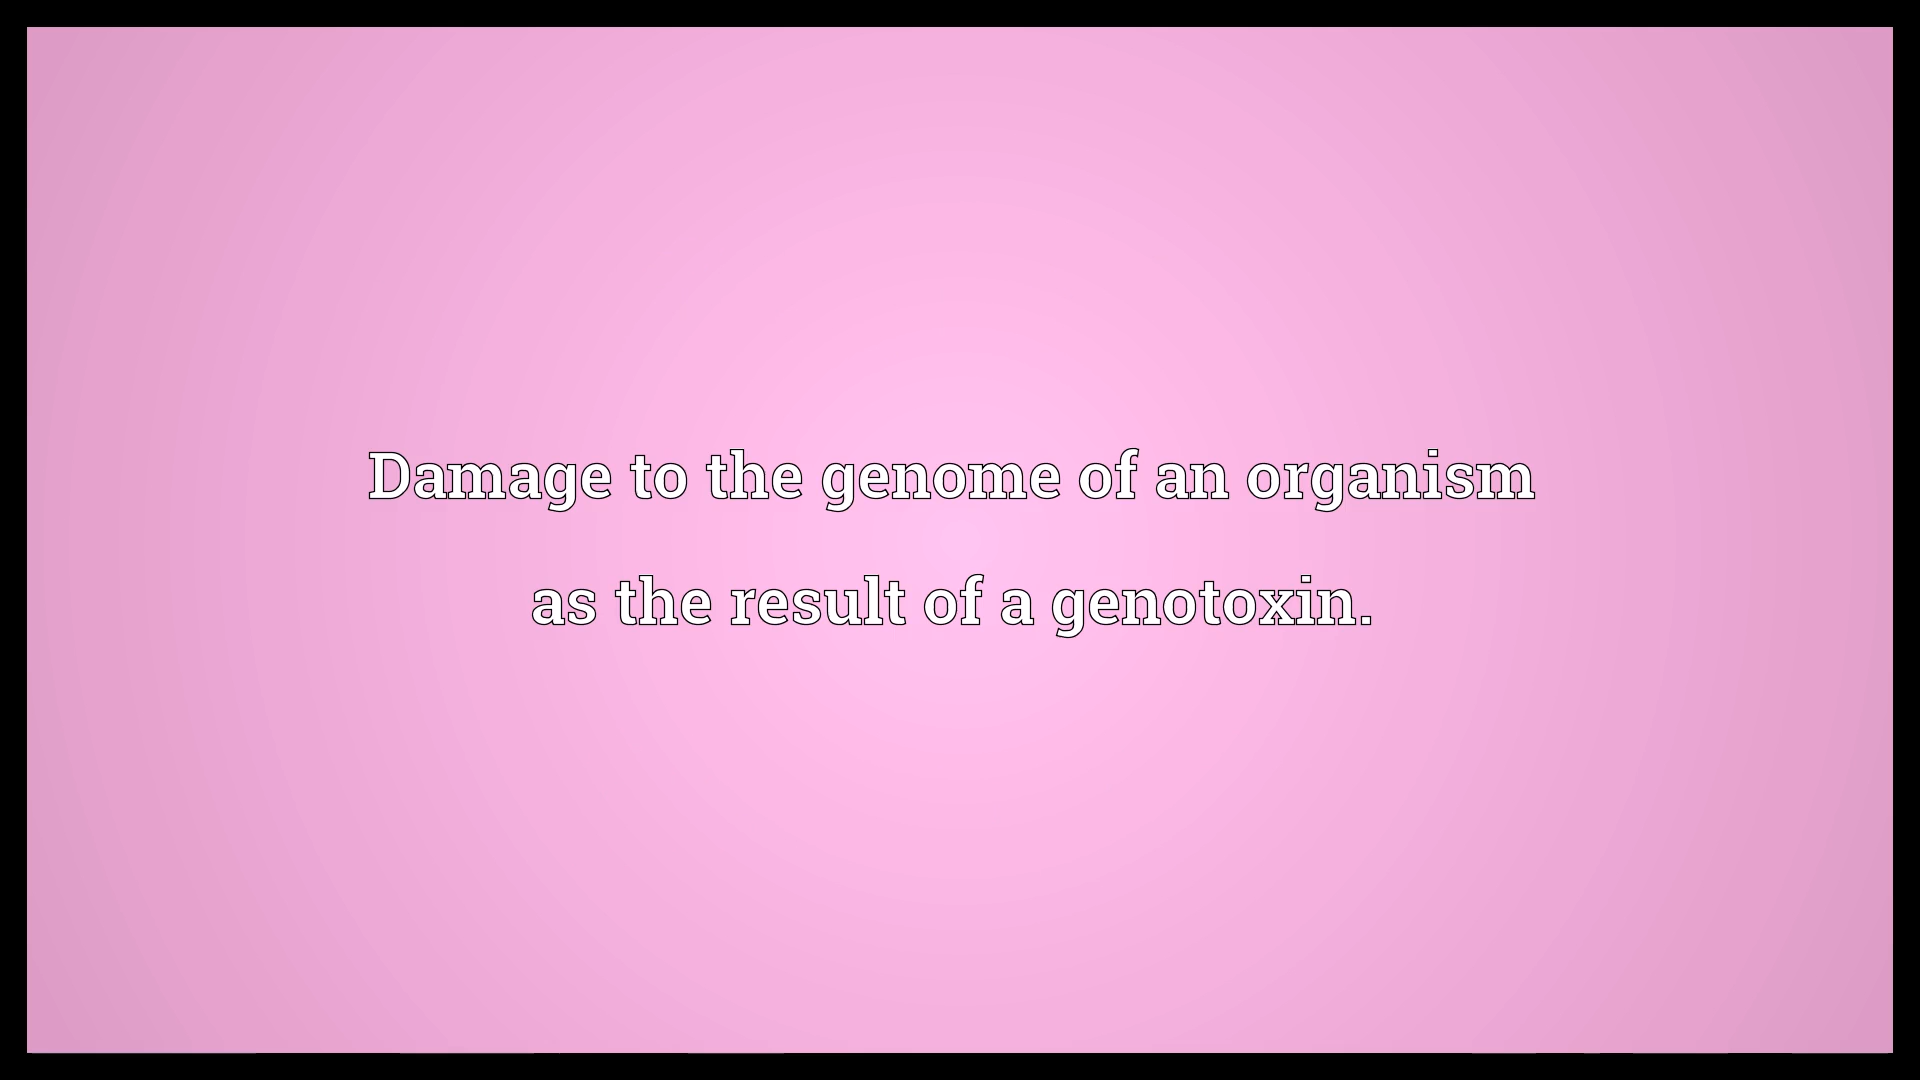 Damage to the genome of an organism
as the result of a genotoxin.